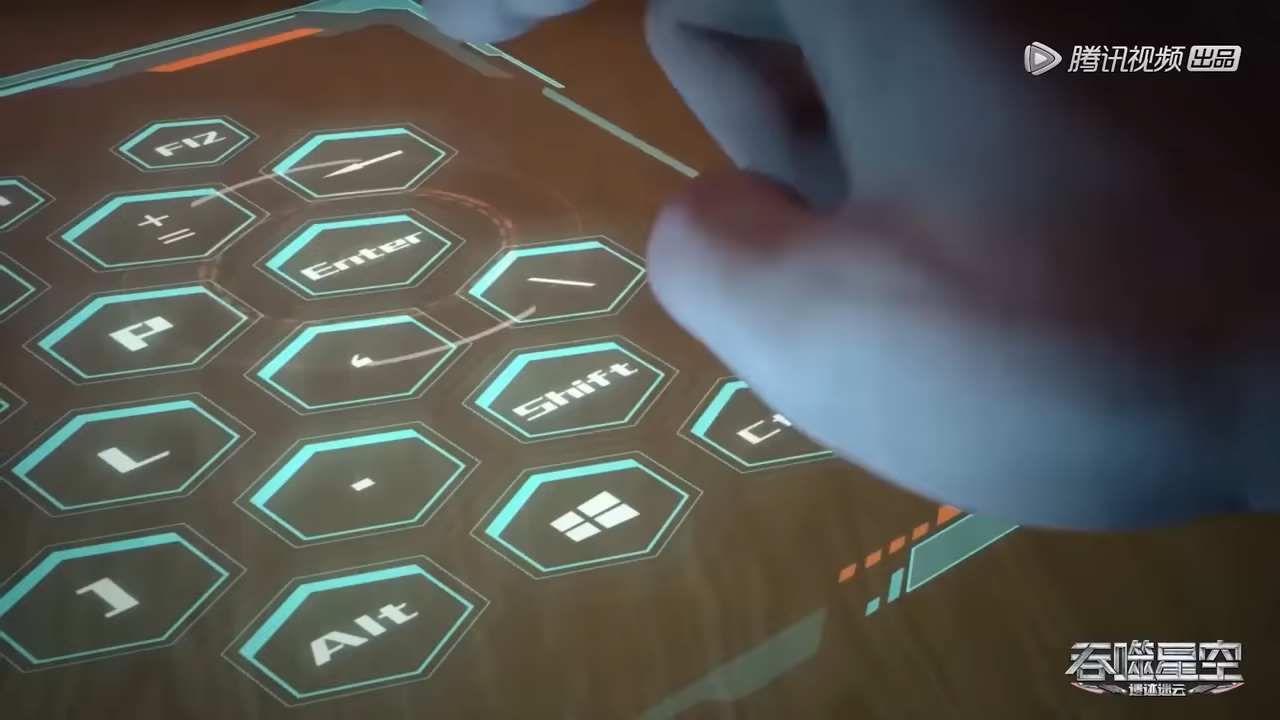 腾讯视频 出品
F12
+
=
Enter
P
Shift
L
Alt
吞噬星空